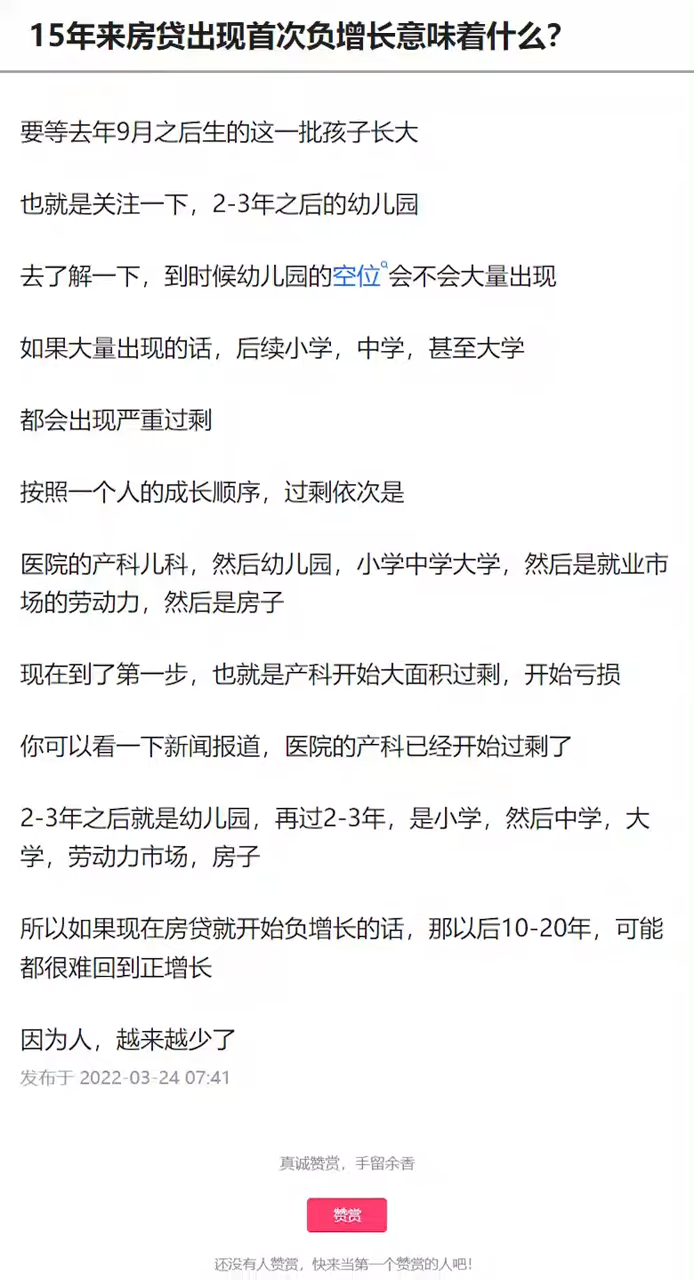 15年来房贷出现首次负增长意味着什么？
要等去年9月之后生的这一批孩子长大
也就是关注一下，2-3年之后的幼儿园
去了解一下，到时候幼儿园的空位会不会大量出现
如果大量出现的话，后续小学，中学，甚至大学
都会出现严重过剩
按照一个人的成长顺序，过剩依次是
医院的产科儿科，然后幼儿园，小学中学大学，然后是就业市
场的劳动力，然后是房子
现在到了第一步，也就是产科开始大面积过剩，开始亏损
你可以看一下新闻报道，医院的产科已经开始过剩了
2-3年之后就是幼儿园，再过2-3年，是小学，然后中学，大
学，劳动力市场，房子
所以如果现在房贷就开始负增长的话，那以后10-20年，可能
都很难回到正增长
因为人，越来越少了
发布于 2022-03-24 07:41
真诚赞赏，手留余香
赞赏
还没有人赞赏，快来当第一个赞赏的人吧！